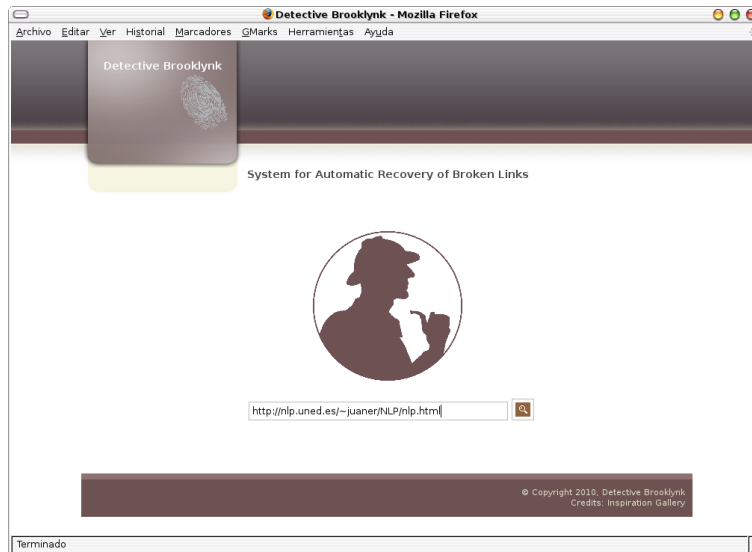 Detective Brooklynk - Mozilla Firefox
Archivo Editar Ver Historial Marcadores GMarks Herramientas Ayuda
Detective Brooklynk
System for Automatic Recovery of Broken Links
http://nlp.uned.es/~juaner/NLP/nlp.html
© Copyright 2010, Detective Brooklynk
Credits: Inspiration Gallery
Terminado